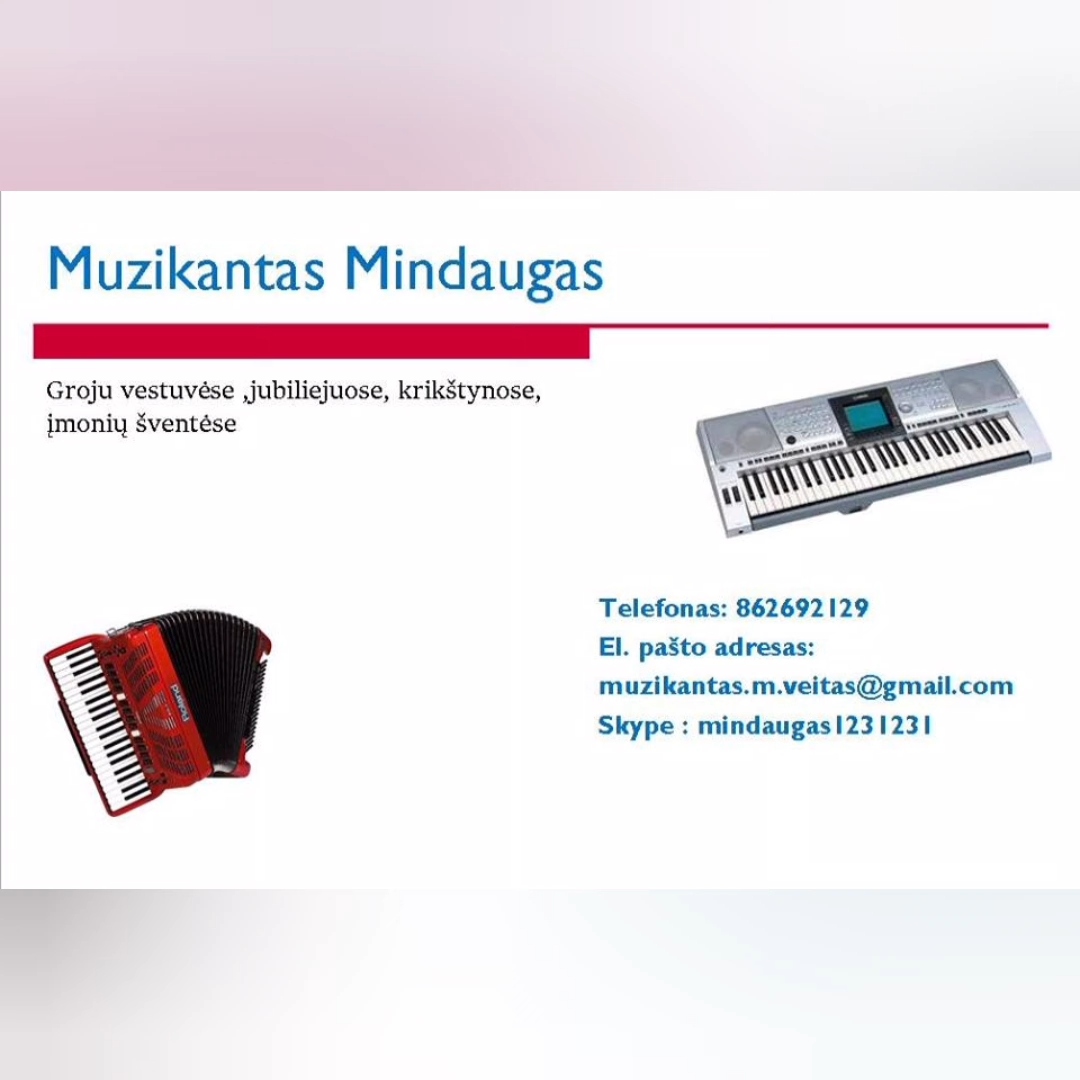 Muzikantas Mindaugas
Groju vestuvėse ,jubiliejuose, krikštynose,
įmonių šventėse
Telefonas: 862692129
El. pašto adresas:
muzikantas.m.veitas@gmail.com
Skype : mindaugas1231231
Roland